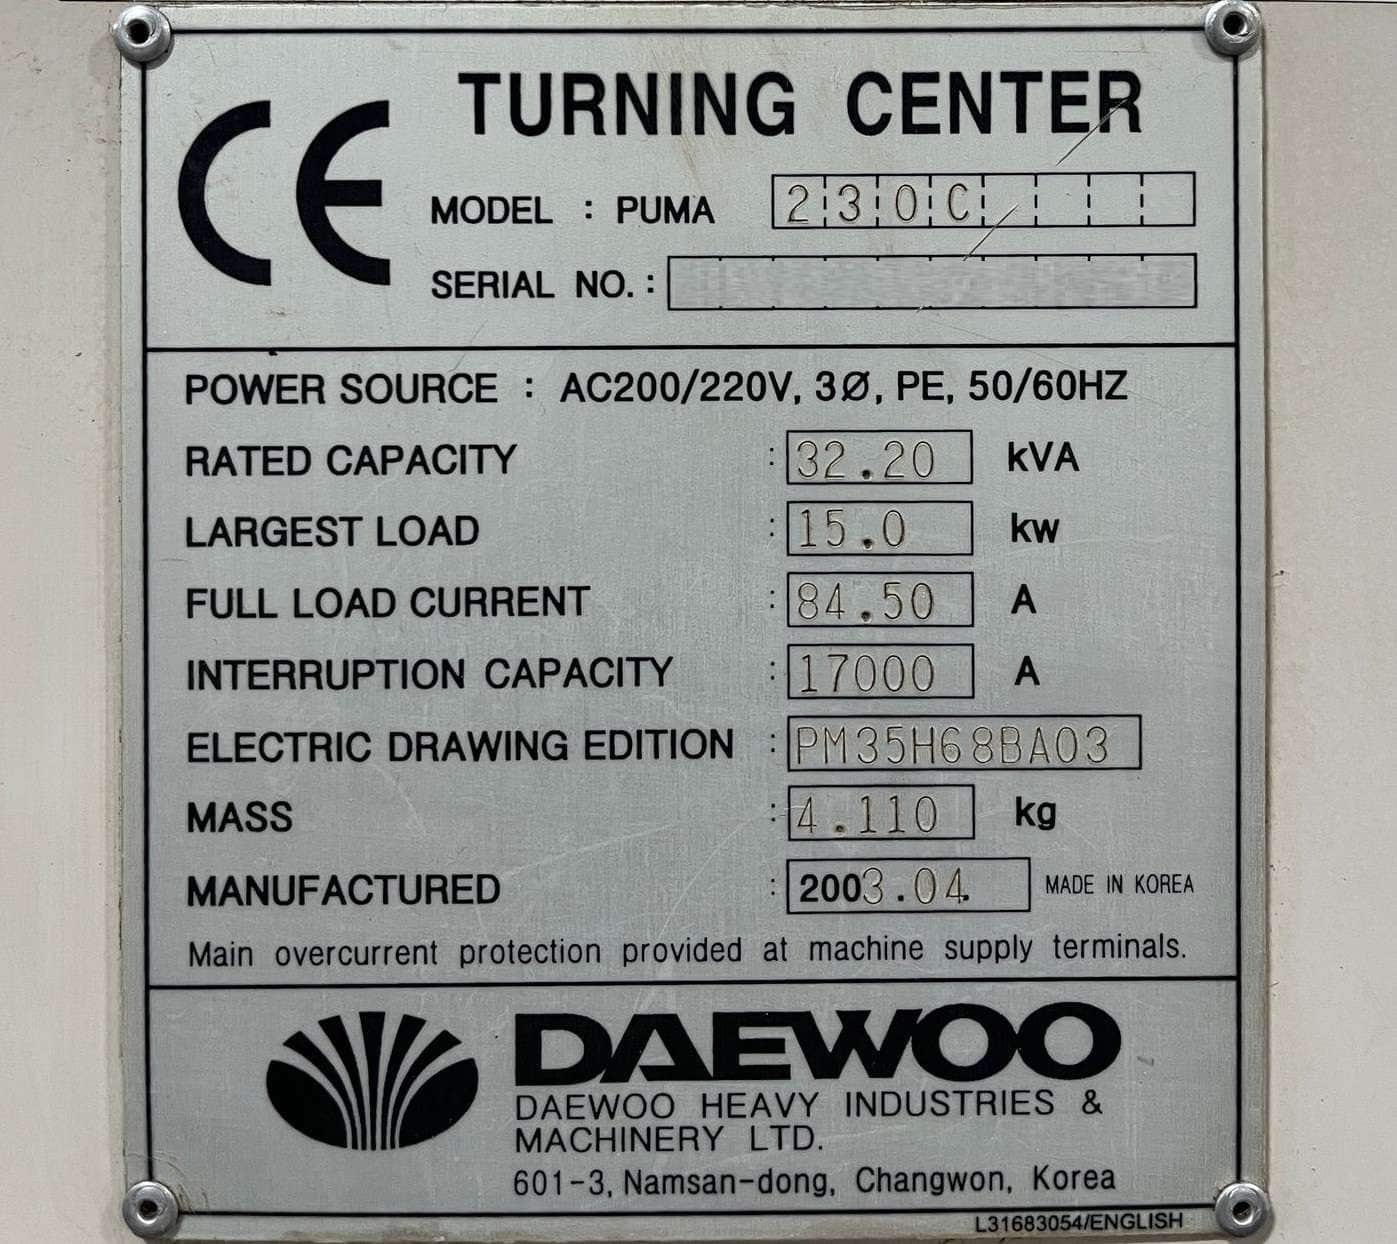 CE
TURNING CENTER
MODEL : PUMA 230C
SERIAL NO. :
POWER SOURCE : AC200/220V, 3Ø, PE, 50/60HZ
RATED CAPACITY : 32.20 kVA
LARGEST LOAD : 15.0 kw
FULL LOAD CURRENT : 84.50 A
INTERRUPTION CAPACITY : 17000 A
ELECTRIC DRAWING EDITION : PM35H68BA03
MASS : 4.110 kg
MANUFACTURED : 2003.04. MADE IN KOREA
Main overcurrent protection provided at machine supply terminals.
DAEWOO
DAEWOO HEAVY INDUSTRIES &
MACHINERY LTD.
601-3, Namsan-dong, Changwon, Korea
L31683054/ENGLISH